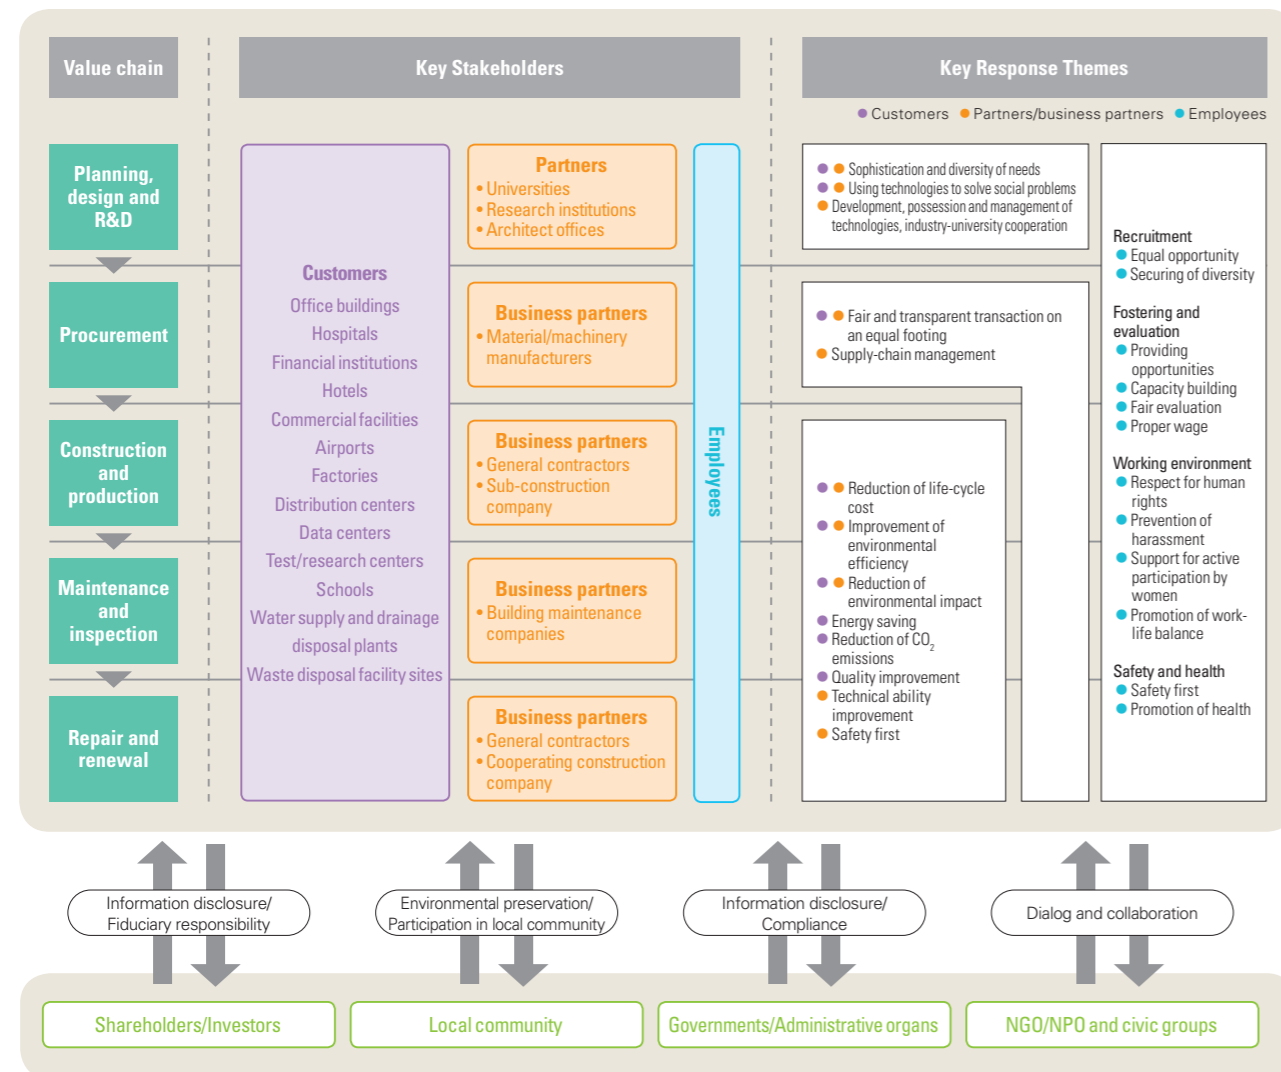 Value chain
Key Stakeholders
Key Response Themes
● Customers ● Partners/business partners ● Employees
Planning,
design and
R&D
Procurement
Construction
and
production
Maintenance
and
inspection
Repair and
renewal
Customers
Office buildings
Hospitals
Financial institutions
Hotels
Commercial facilities
Airports
Factories
Distribution centers
Data centers
Test/research centers
Schools
Water supply and drainage
disposal plants
Waste disposal facility sites
Partners
• Universities
• Research institutions
• Architect offices
Business partners
• Material/machinery
manufacturers
Business partners
• General contractors
• Sub-construction
company
Business partners
• Building maintenance
companies
Business partners
• General contractors
• Cooperating construction
company
Employees
● ● Sophistication and diversity of needs
● ● Using technologies to solve social problems
● Development, possession and management of
technologies, industry-university cooperation
● ● Fair and transparent transaction on
an equal footing
● Supply-chain management
● ● Reduction of life-cycle
cost
● ● Improvement of
environmental
efficiency
● ● Reduction of
environmental impact
● Energy saving
● Reduction of CO2
emissions
● Quality improvement
● Technical ability
improvement
● Safety first
Recruitment
● Equal opportunity
● Securing of diversity
Fostering and
evaluation
● Providing
opportunities
● Capacity building
● Fair evaluation
● Proper wage
Working environment
● Respect for human
rights
● Prevention of
harassment
● Support for active
participation by
women
● Promotion of work-
life balance
Safety and health
● Safety first
● Promotion of health
Information disclosure/
Fiduciary responsibility
Environmental preservation/
Participation in local community
Information disclosure/
Compliance
Dialog and collaboration
Shareholders/Investors
Local community
Governments/Administrative organs
NGO/NPO and civic groups